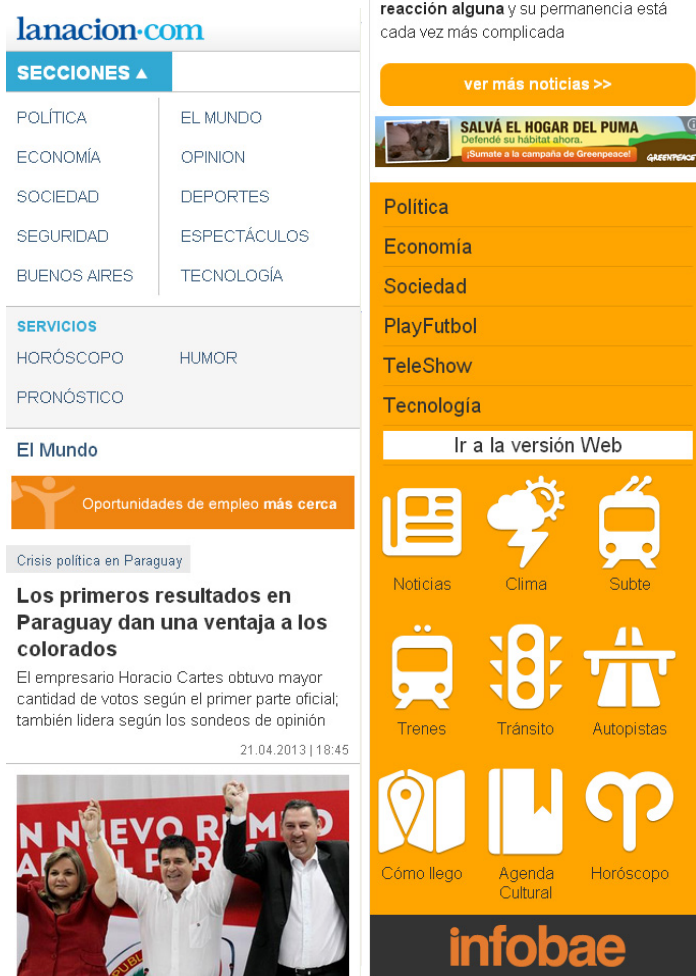 lanacion.com
SECCIONES
POLÍTICA
EL MUNDO
ECONOMÍA
OPINION
SOCIEDAD
DEPORTES
SEGURIDAD
ESPECTÁCULOS
BUENOS AIRES
TECNOLOGÍA
SERVICIOS
HORÓSCOPO
HUMOR
PRONÓSTICO
El Mundo
Oportunidades de empleo más cerca
Crisis política en Paraguay
Los primeros resultados en
Paraguay dan una ventaja a los
colorados
El empresario Horacio Cartes obtuvo mayor
cantidad de votos según el primer parte oficial;
también lidera según los sondeos de opinión
21.04.2013 | 18:45
reacción alguna y su permanencia está
cada vez más complicada
ver más noticias >>
SALVÁ EL HOGAR DEL PUMA
Defendé su hábitat ahora.
¡Sumate a la campaña de Greenpeace!
GREENPEACE
Política
Economía
Sociedad
PlayFutbol
TeleShow
Tecnología
Ir a la versión Web
Noticias
Clima
Subte
Trenes
Tránsito
Autopistas
Cómo llego
Agenda
Cultural
Horóscopo
infobae